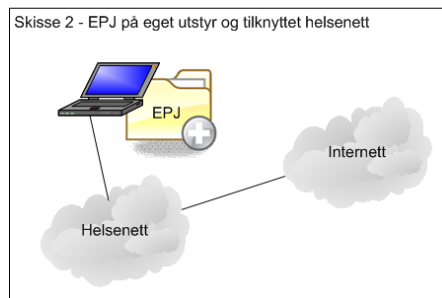 Skisse 2 - EPJ på eget utstyr og tilknyttet helsenett
EPJ
Internett
Helsenett